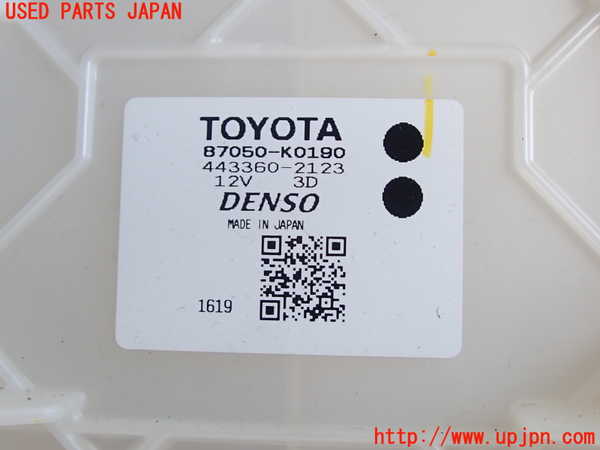 USED PARTS JAPAN
TOYOTA
87050-K0190
443360-2123
12V 3D
DENSO
MADE IN JAPAN
1619
http://www.upjpn.com/